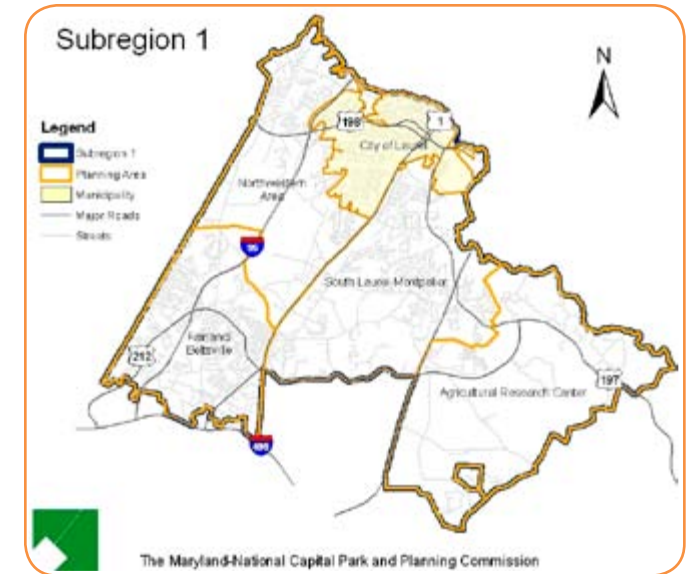 Subregion 1
N
Legend
Subregion 1
Planning Area
Municipality
Major Roads
Streets
198
1
City of Laurel
Northwestern
Area
95
South Laurel-Montpelier
Fairland
Beltsville
212
197
Agricultural Research Center
495
The Maryland-National Capital Park and Planning Commission